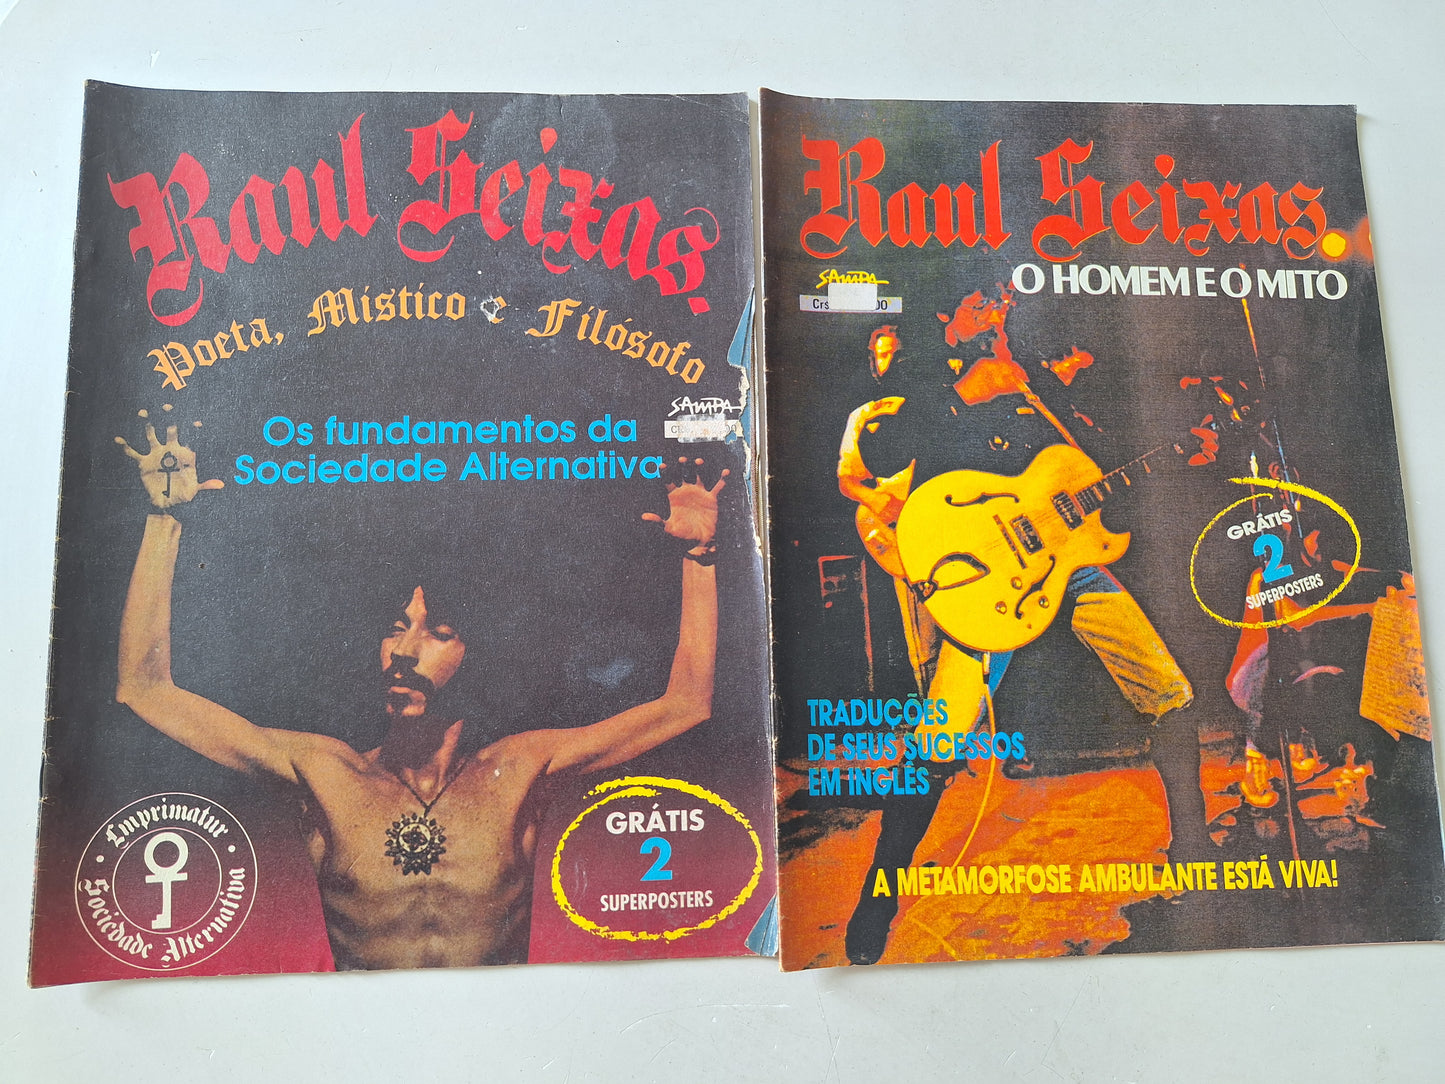 Raul Seixas.
Poeta, Místico e Filósofo
SAMPA
Os fundamentos da
Sociedade Alternativa
GRÁTIS
2
SUPERPOSTERS
Imprimatur
Sociedade Alternativa
Raul Seixas.
O HOMEM E O MITO
SAMPA
Crs
GRÁTIS
2
SUPERPOSTERS
TRADUÇÕES
DE SEUS SUCESSOS
EM INGLÊS
A METAMORFOSE AMBULANTE ESTÁ VIVA!